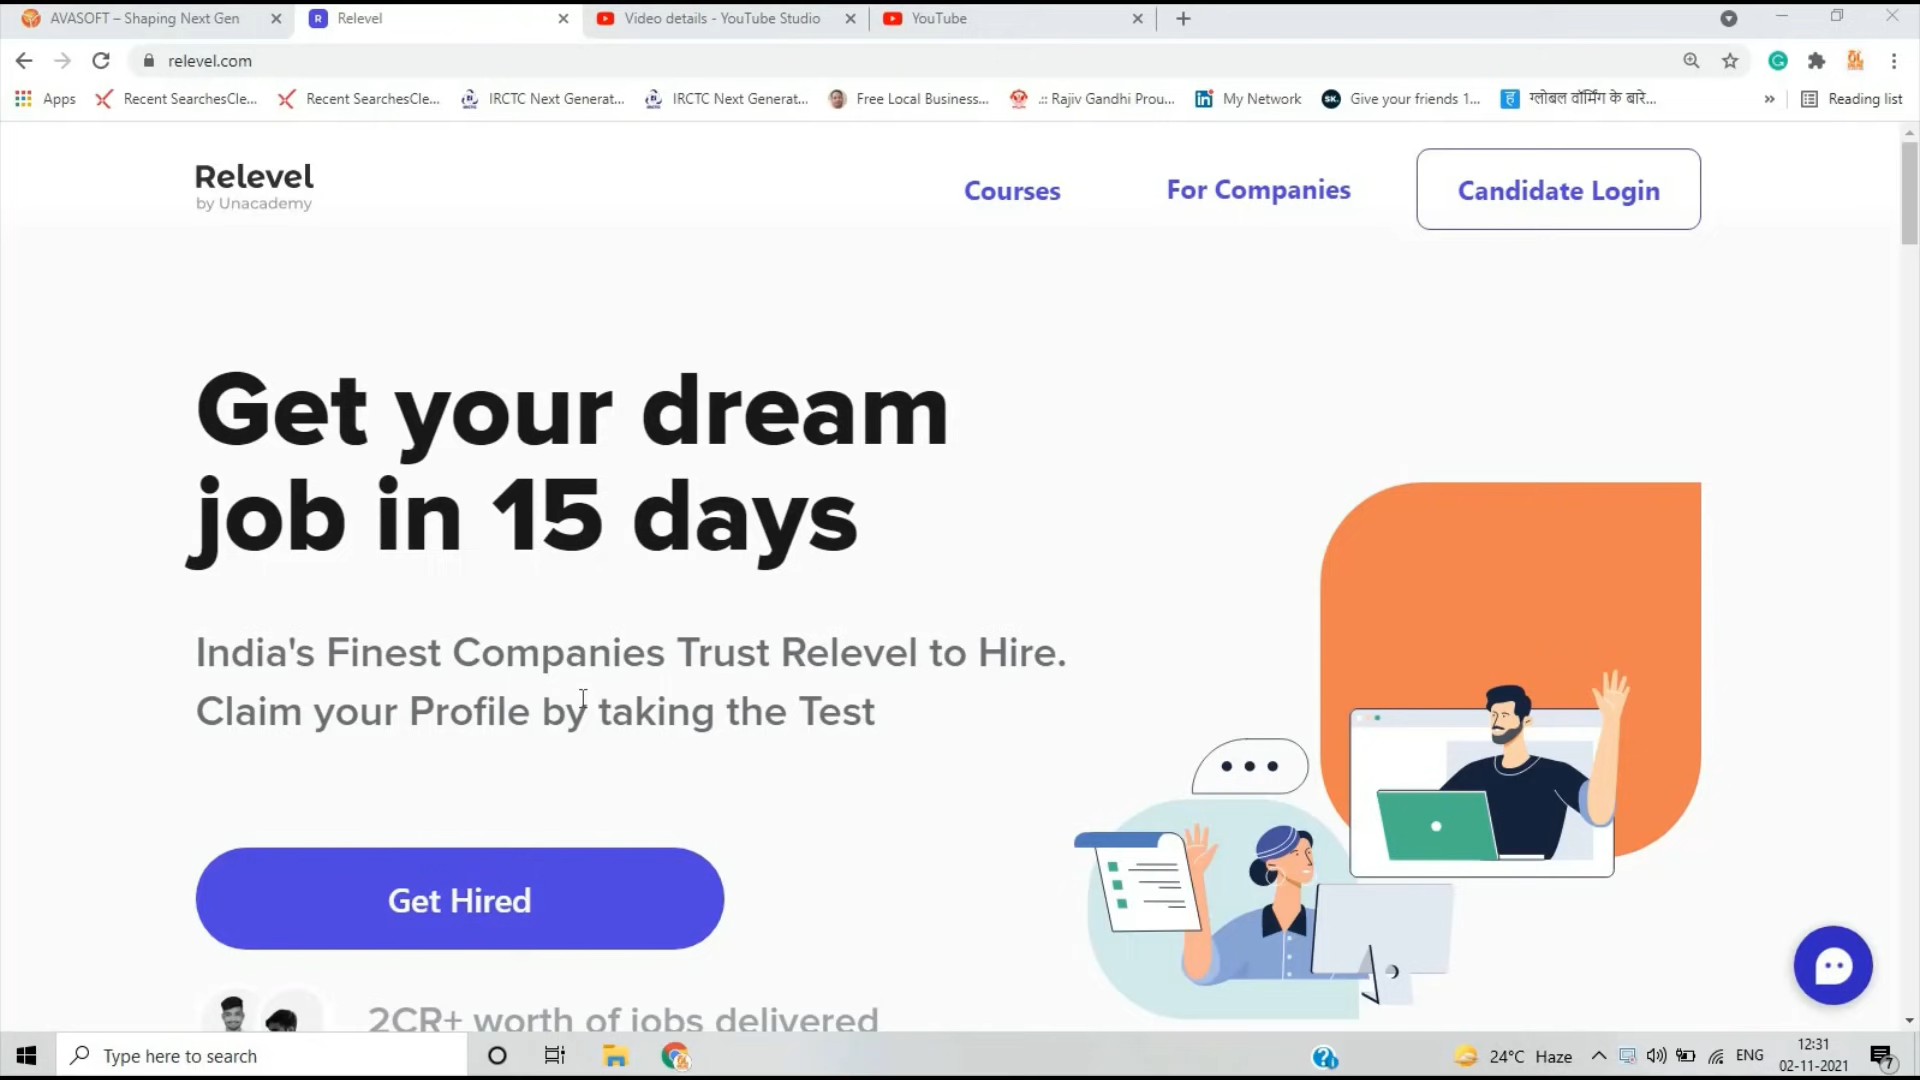 AVASOFT – Shaping Next Gen
Relevel
Video details - YouTube Studio
YouTube
relevel.com
Apps
Recent SearchesCle...
Recent SearchesCle...
IRCTC Next Generat...
IRCTC Next Generat...
Free Local Business...
.:: Rajiv Gandhi Prou...
My Network
Give your friends 1...
ग्लोबल वॉर्मिंग के बारे...
»
Reading list
Relevel
by Unacademy
Courses
For Companies
Candidate Login
Get your dream
job in 15 days
India's Finest Companies Trust Relevel to Hire.
Claim your Profile by taking the Test
Get Hired
2CR+ worth of jobs delivered
Type here to search
24°C Haze
ENG
12:31
02-11-2021
7